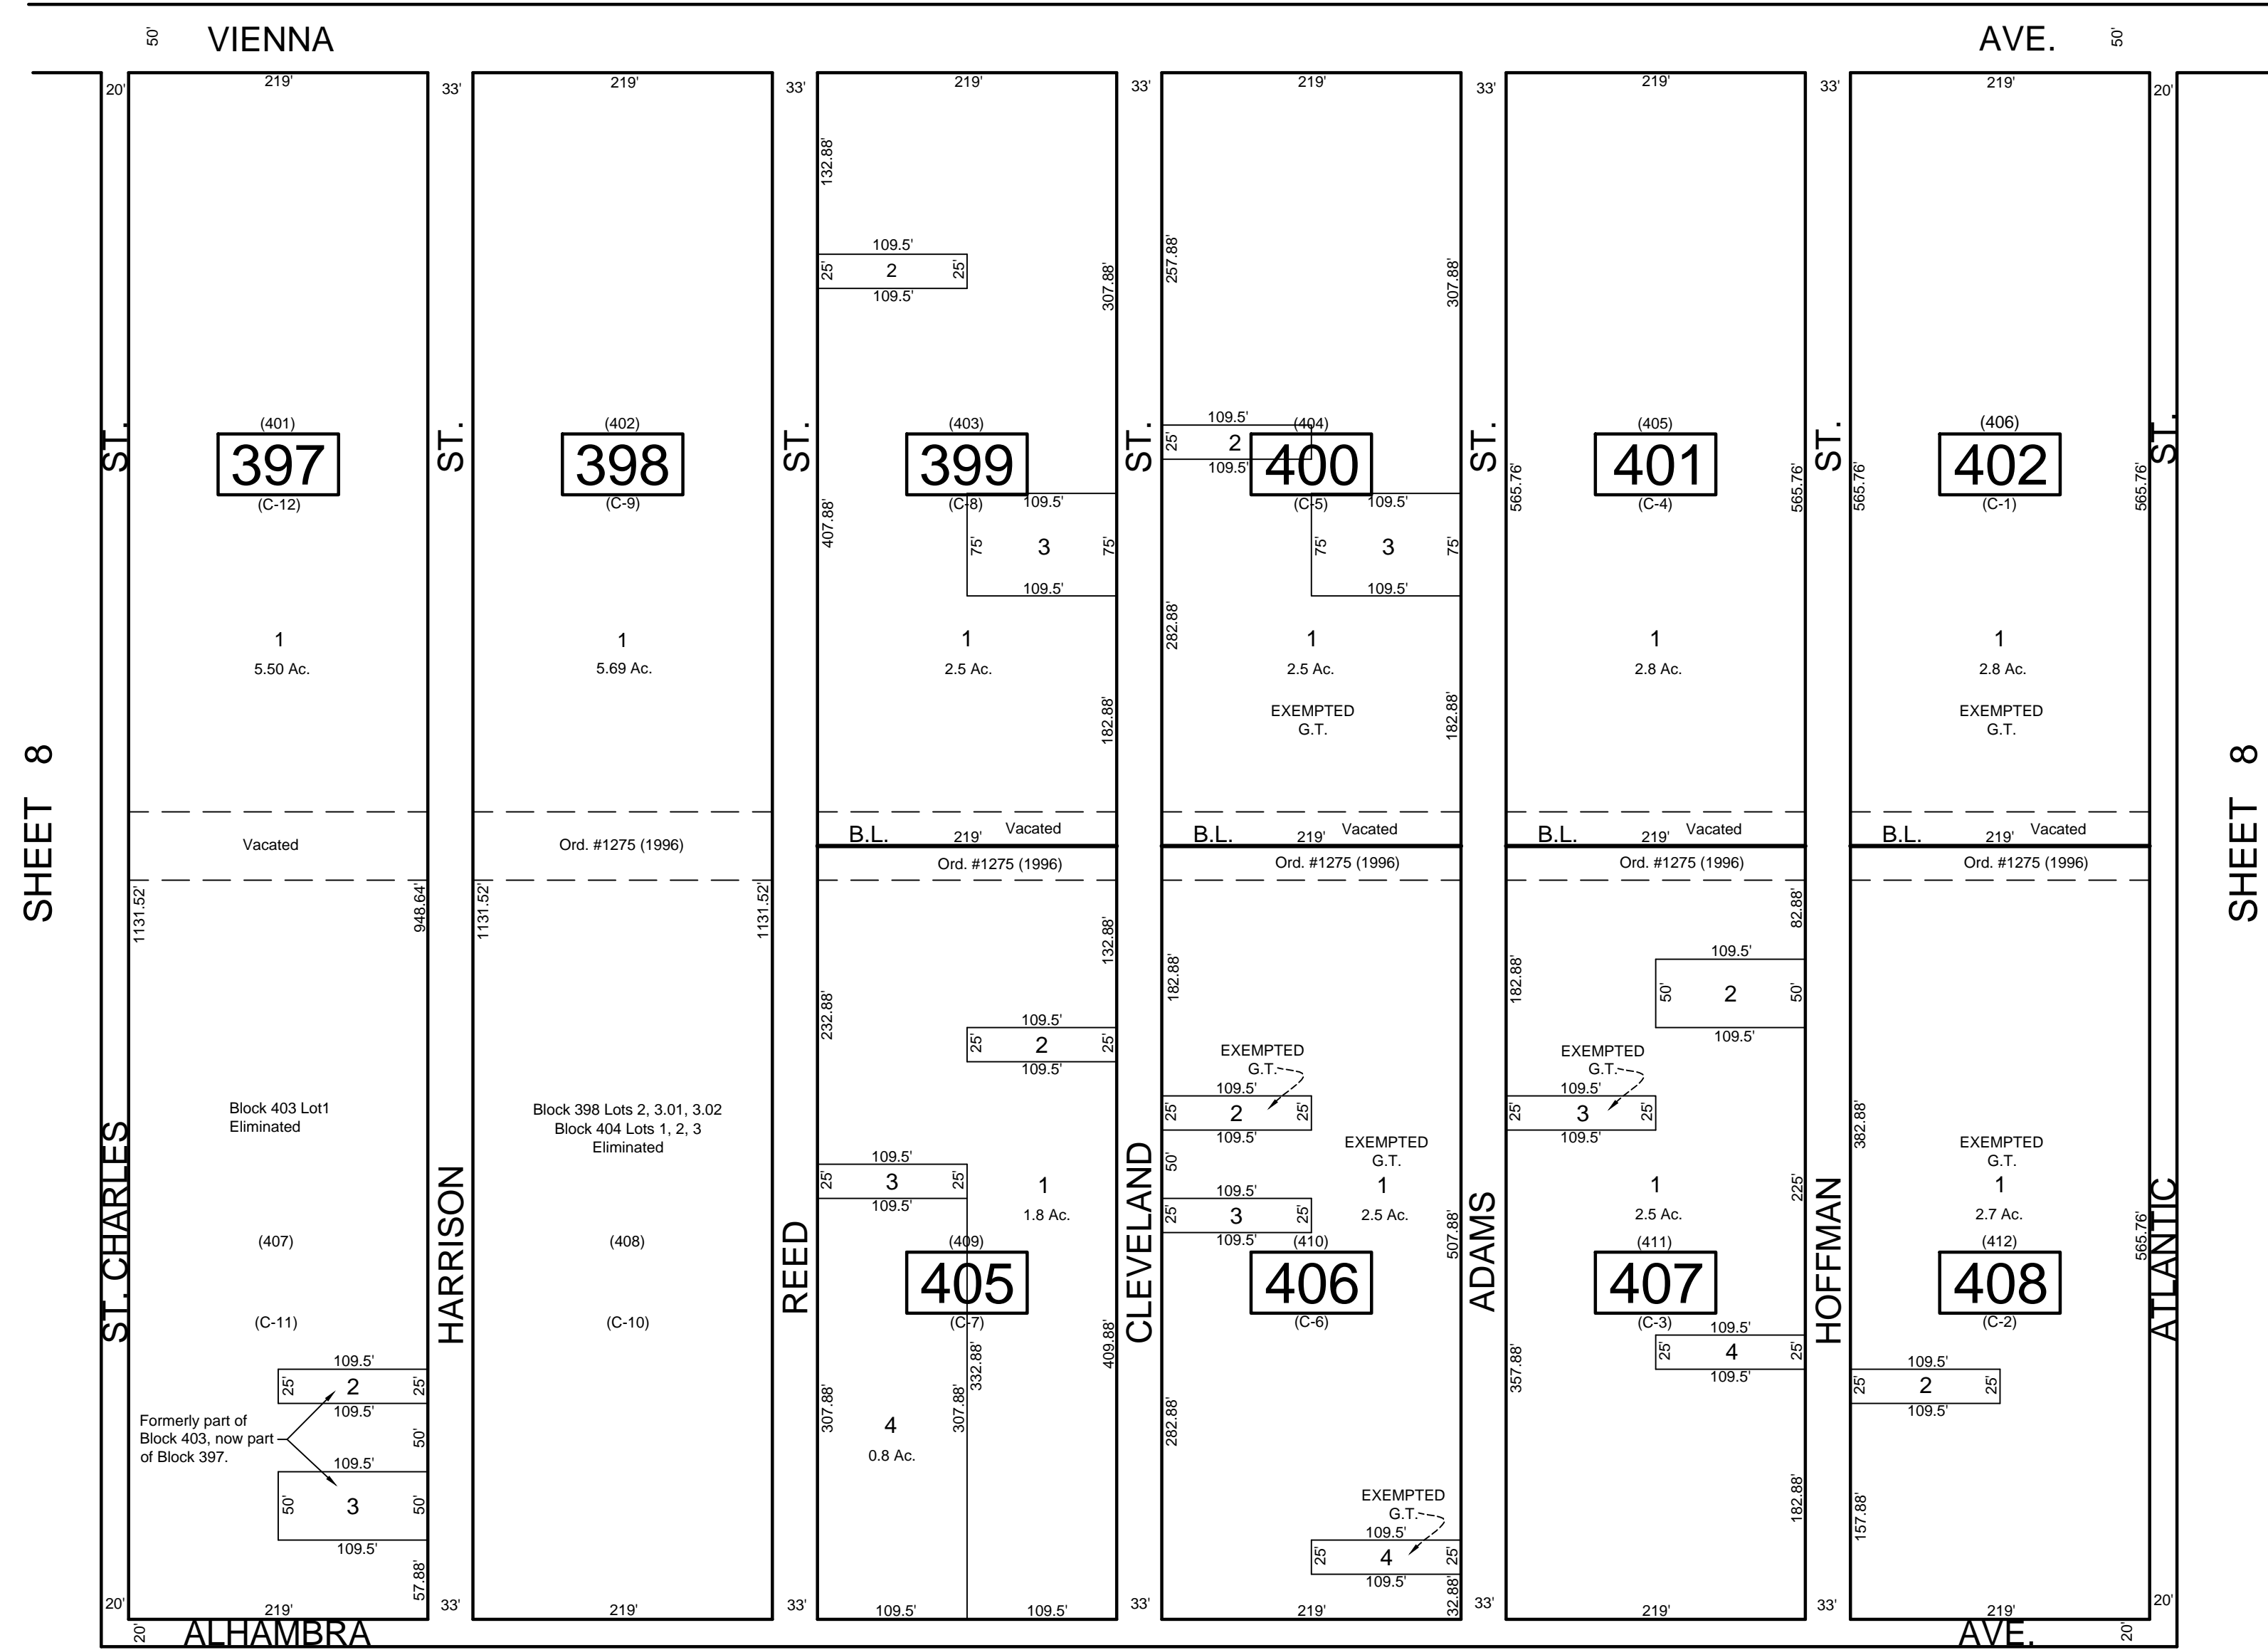 VIENNA AVE.
50' 50'
20' 219' 33' 219' 33' 219' 33' 219' 33' 219' 33' 219' 20'
132.88'
109.5'
25' 2 25'
109.5'
307.88' 257.88' 307.88'
ST. ST. ST. ST. ST. ST. ST.
(401)
397
(C-12)
(402)
398
(C-9)
(403)
399
(C-8)
(404)
400
(C-5)
(405)
401
(C-4)
(406)
402
(C-1)
109.5'
25' 2
109.5'
565.76' 565.76' 565.76' 565.76'
407.88'
109.5'
75' 3 75'
109.5'
109.5'
75' 3 75'
109.5'
282.88'
1
5.50 Ac.
1
5.69 Ac.
1
2.5 Ac.
1
2.5 Ac.
EXEMPTED
G.T.
1
2.8 Ac.
1
2.8 Ac.
EXEMPTED
G.T.
182.88' 182.88'
SHEET 8
SHEET 8
Vacated
Ord. #1275 (1996)
B.L. 219' Vacated
Ord. #1275 (1996)
B.L. 219' Vacated
Ord. #1275 (1996)
B.L. 219' Vacated
Ord. #1275 (1996)
B.L. 219' Vacated
Ord. #1275 (1996)
1131.52' 948.64' 1131.52' 1131.52'
ST. CHARLES
HARRISON
REED
CLEVELAND
ADAMS
HOFFMAN
ATLANTIC
Block 403 Lot1
Eliminated
(407)
(C-11)
109.5'
25' 2 25'
109.5'
50'
Formerly part of
Block 403, now part
of Block 397.
109.5'
50' 3 50'
109.5'
57.88'
Block 398 Lots 2, 3.01, 3.02
Block 404 Lots 1, 2, 3
Eliminated
(408)
(C-10)
132.88'
232.88'
109.5'
25' 2 25'
109.5'
109.5'
25' 3 25'
109.5'
1
1.8 Ac.
(409)
405
(C-7)
409.88'
332.88'
307.88' 307.88'
4
0.8 Ac.
182.88'
EXEMPTED
G.T.
109.5'
25' 2 25'
109.5'
50'
EXEMPTED
G.T.
1
2.5 Ac.
109.5'
25' 3 25'
109.5'
507.88'
(410)
406
(C-6)
282.88'
EXEMPTED
G.T.
109.5'
25' 4 25'
109.5'
32.88'
82.88'
182.88'
109.5'
50' 2 50'
109.5'
EXEMPTED
G.T.
109.5'
25' 3 25'
109.5'
225'
1
2.5 Ac.
(411)
407
(C-3)
109.5'
25' 4 25'
109.5'
357.88'
182.88'
382.88'
EXEMPTED
G.T.
1
2.7 Ac.
565.76'
(412)
408
(C-2)
109.5'
25' 2 25'
109.5'
157.88'
20' 219' 33' 219' 33' 109.5' 109.5' 33' 219' 33' 219' 33' 219' 20'
20' 20'
ALHAMBRA AVE.